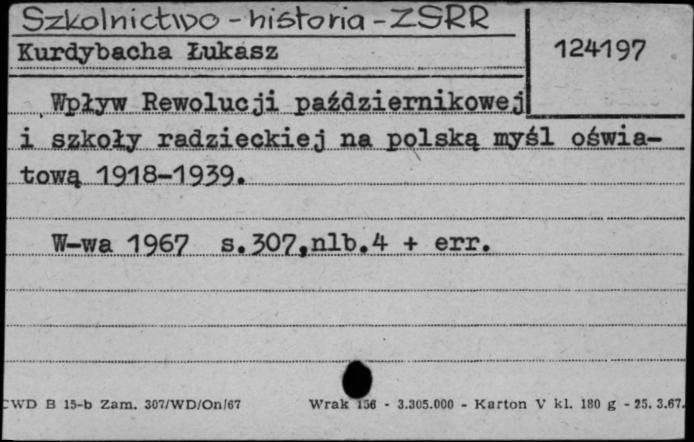 Szkolnictwo - historia - ZSRR
Kurdybacha Łukasz
124197
Wpływ Rewolucji październikowej
i szkoły radzieckiej na polską myśl oświa-
tową 1918-1939.
W-wa 1967 s.307,nlb.4 + err.
CWD B 15-b Zam. 307/WD/On/67 Wrak 156 - 3.305.000 - Karton V kl. 180 g - 25. 3.67.